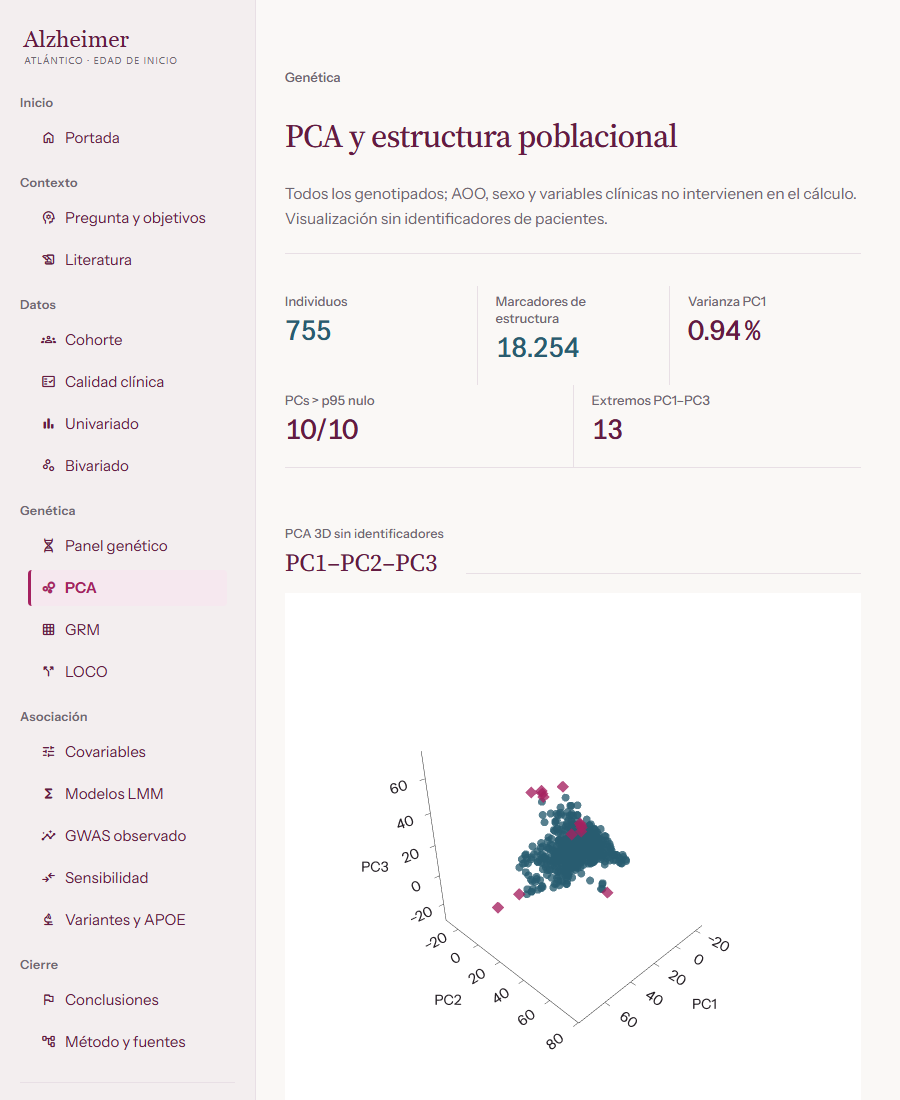 Alzheimer
ATLÁNTICO · EDAD DE INICIO
Inicio
Portada
Contexto
Pregunta y objetivos
Literatura
Datos
Cohorte
Calidad clínica
Univariado
Bivariado
Genética
Panel genético
PCA
GRM
LOCO
Asociación
Covariables
Modelos LMM
GWAS observado
Sensibilidad
Variantes y APOE
Cierre
Conclusiones
Método y fuentes
Genética
PCA y estructura poblacional
Todos los genotipados; AOO, sexo y variables clínicas no intervienen en el cálculo.
Visualización sin identificadores de pacientes.
Individuos
755
Marcadores de
estructura
18.254
Varianza PC1
0.94%
PCs > p95 nulo
10/10
Extremos PC1–PC3
13
PCA 3D sin identificadores
PC1–PC2–PC3
60
40
20
0
−20
PC3
−20
0
20
40
60
80
PC2
−20
0
20
40
60
PC1